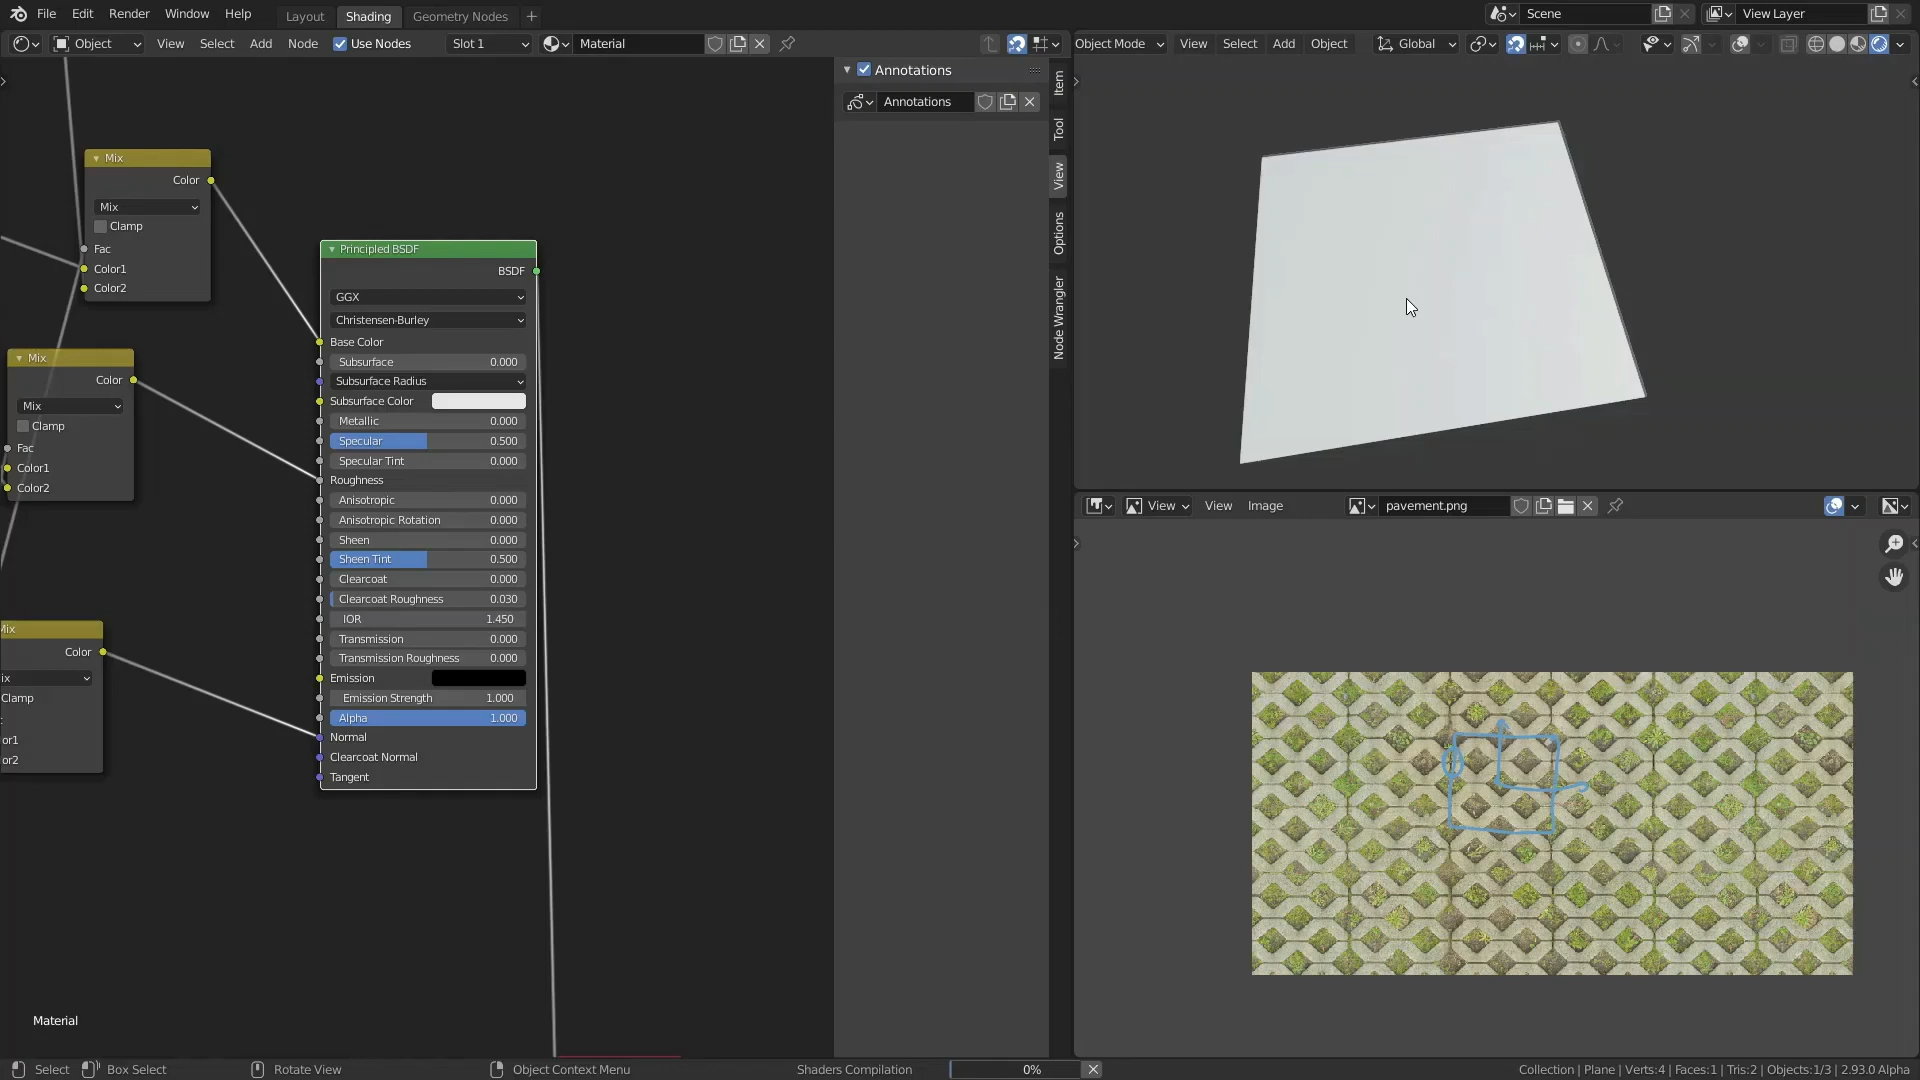 File Edit Render Window Help Layout Shading Geometry Nodes + Scene View Layer
Object View Select Add Node Use Nodes Slot 1 Material Object Mode View Select Add Object Global
Annotations
Annotations
Item
Tool
View
Options
Node Wrangler
Mix
Color
Mix
Clamp
Fac
Color1
Color2
Mix
Color
Mix
Clamp
Fac
Color1
Color2
Mix
Color
ix
Clamp
or1
or2
Principled BSDF
BSDF
GGX
Christensen-Burley
Base Color
Subsurface 0.000
Subsurface Radius
Subsurface Color
Metallic 0.000
Specular 0.500
Specular Tint 0.000
Roughness
Anisotropic 0.000
Anisotropic Rotation 0.000
Sheen 0.000
Sheen Tint 0.500
Clearcoat 0.000
Clearcoat Roughness 0.030
IOR 1.450
Transmission 0.000
Transmission Roughness 0.000
Emission
Emission Strength 1.000
Alpha 1.000
Normal
Clearcoat Normal
Tangent
View View Image pavement.png
Material
Select Box Select Rotate View Object Context Menu Shaders Compilation 0% Collection | Plane | Verts:4 | Faces:1 | Tris:2 | Objects:1/3 | 2.93.0 Alpha